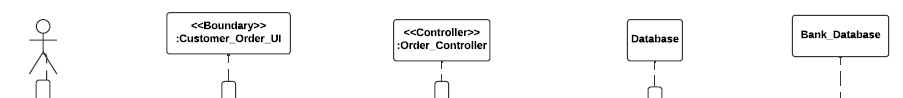 <<Boundary>>
:Customer_Order_UI
<<Controller>>
:Order_Controller
Database
Bank_Database